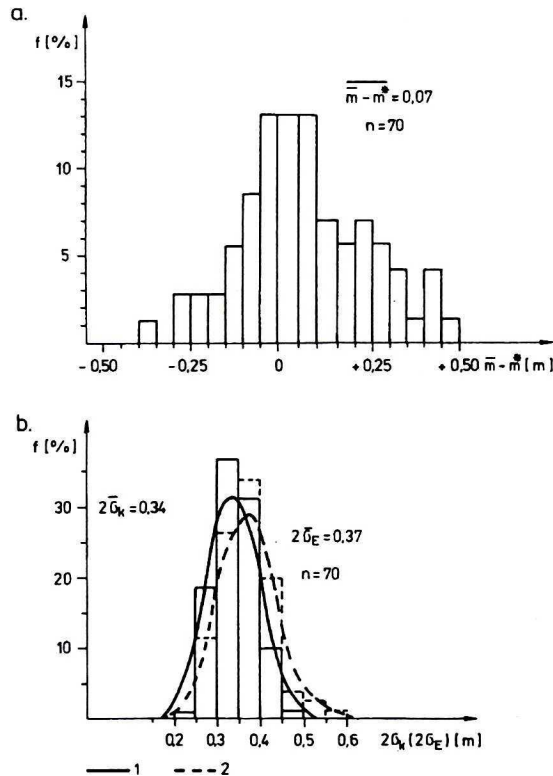 a.
f [%]
m̅ - m* = 0,07
n = 70
15
10
5
- 0,50 -0,25 0 + 0,25 + 0,50 m̅ - m* [m]
b.
f [%]
2σ̅k = 0,34
2σ̅E = 0,37
n = 70
30
20
10
0,2 0,3 0,4 0,5 0,6 2σk (2σE) [m]
1 2